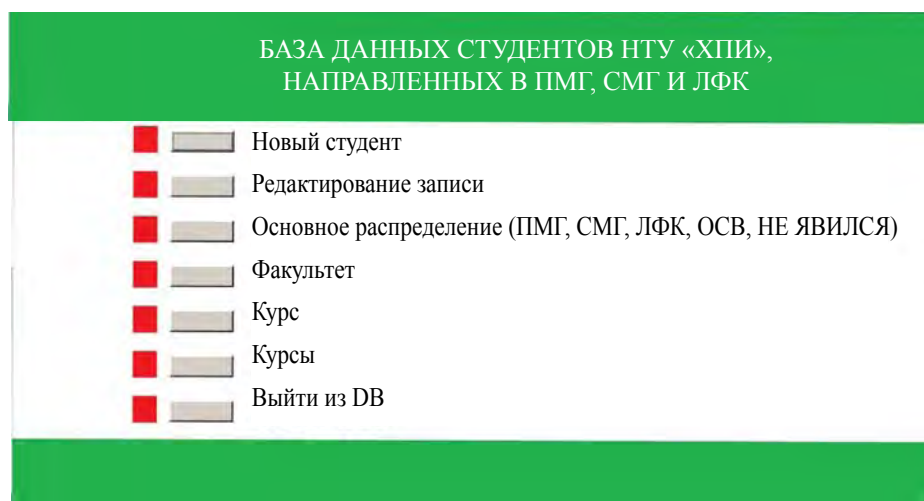 БАЗА ДАННЫХ СТУДЕНТОВ НТУ «ХПИ»,
НАПРАВЛЕННЫХ В ПМГ, СМГ И ЛФК
Новый студент
Редактирование записи
Основное распределение (ПМГ, СМГ, ЛФК, ОСВ, НЕ ЯВИЛСЯ)
Факультет
Курс
Курсы
Выйти из DB